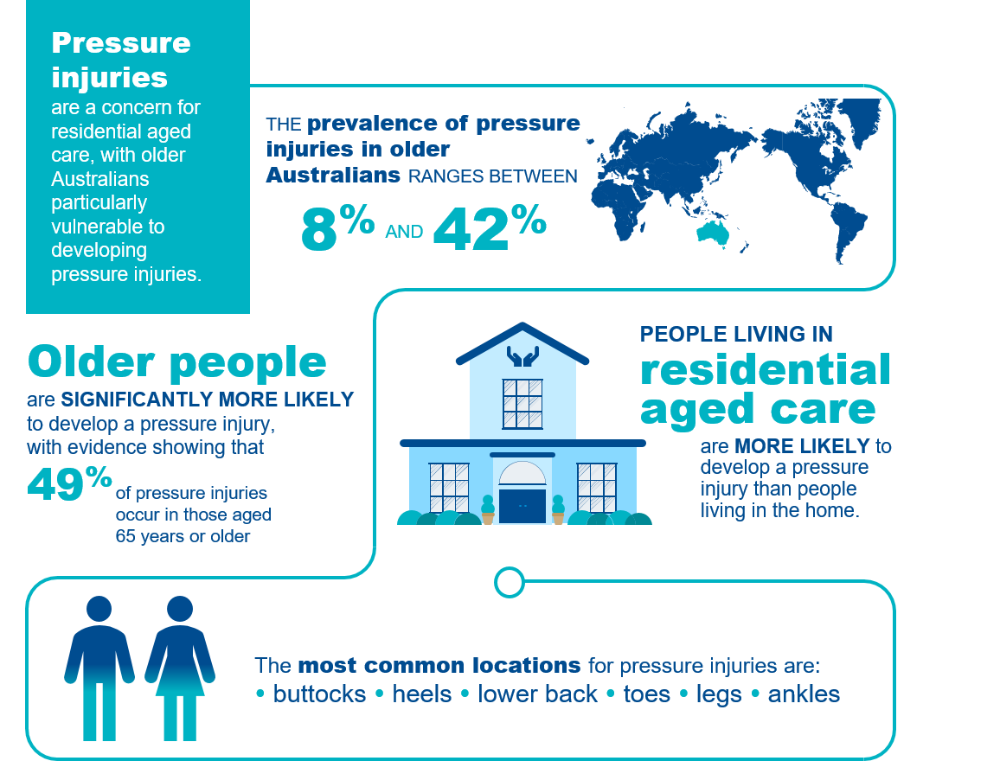 Pressure
injuries
are a concern for
residential aged
care, with older
Australians
particularly
vulnerable to
developing
pressure injuries.
THE prevalence of pressure
injuries in older
Australians RANGES BETWEEN
8% AND 42%
Older people
are SIGNIFICANTLY MORE LIKELY
to develop a pressure injury,
with evidence showing that
49% of pressure injuries
occur in those aged
65 years or older
PEOPLE LIVING IN
residential
aged care
are MORE LIKELY to
develop a pressure
injury than people
living in the home.
The most common locations for pressure injuries are:
• buttocks • heels • lower back • toes • legs • ankles